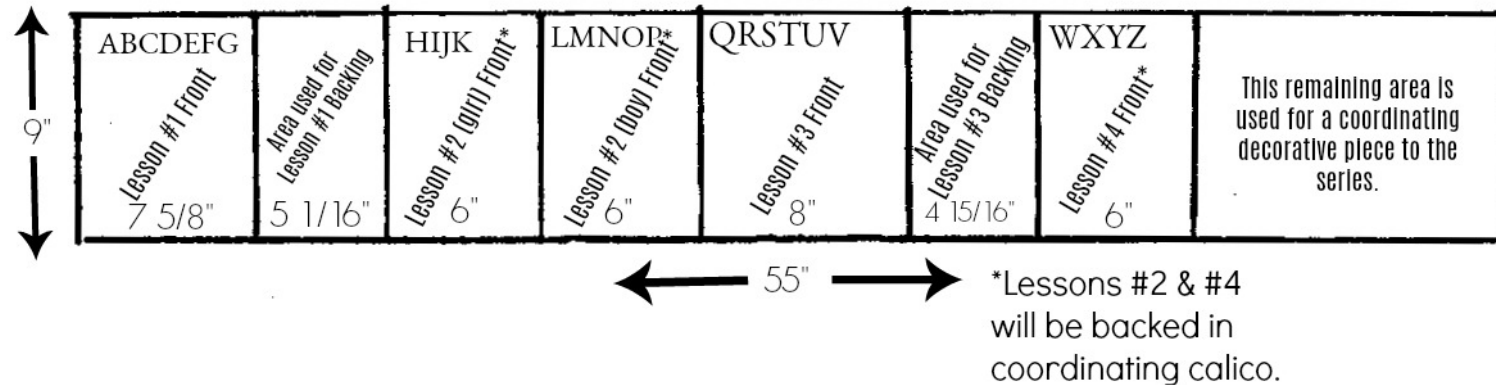 9"
ABCDEFG
Lesson #1 Front
7 5/8"
Area used for
Lesson #1 Backing
5 1/16"
HIJK
Lesson #2 (girl) Front*
6"
LMNOP
Lesson #2 (boy) Front*
6"
QRSTUV
Lesson #3 Front
8"
Area used for
Lesson #3 Backing
4 15/16"
WXYZ
Lesson #4 Front*
6"
This remaining area is
used for a coordinating
decorative piece to the
series.
55"
*Lessons #2 & #4
will be backed in
coordinating calico.